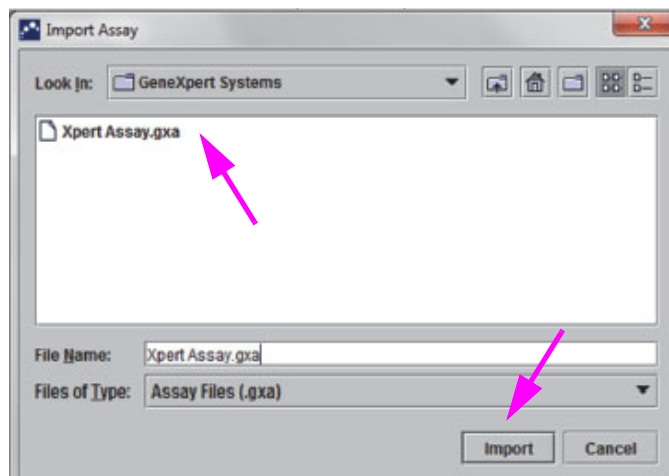 Import Assay
Look In: GeneXpert Systems
Xpert Assay.gxa
File Name: Xpert Assay.gxa
Files of Type: Assay Files (.gxa)
Import Cancel